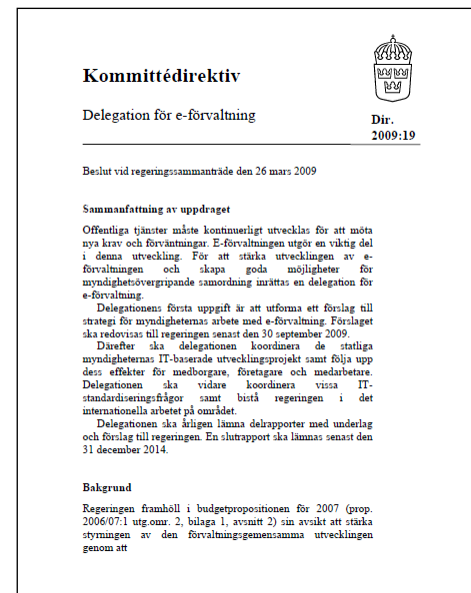 Kommittédirektiv
Delegation för e-förvaltning
Dir.
2009:19
Beslut vid regeringssammanträde den 26 mars 2009
Sammanfattning av uppdraget
Offentliga tjänster måste kontinuerligt utvecklas för att möta
nya krav och förväntningar. E-förvaltningen utgör en viktig del
i denna utveckling. För att stärka utvecklingen av e-
förvaltningen och skapa goda möjligheter för
myndighetsövergripande samordning inrättas en delegation för
e-förvaltning.
Delegationens första uppgift är att utforma ett förslag till
strategi för myndigheternas arbete med e-förvaltning. Förslaget
ska redovisas till regeringen senast den 30 september 2009.
Därefter ska delegationen koordinera de statliga
myndigheternas IT-baserade utvecklingsprojekt samt följa upp
dess effekter för medborgare, företagare och medarbetare.
Delegationen ska vidare koordinera vissa IT-
standardiseringsfrågor samt bistå regeringen i det
internationella arbetet på området.
Delegationen ska årligen lämna delrapporter med underlag
och förslag till regeringen. En slutrapport ska lämnas senast den
31 december 2014.
Bakgrund
Regeringen framhöll i budgetpropositionen för 2007 (prop.
2006/07:1 utg.omr. 2, bilaga 1, avsnitt 2) sin avsikt att stärka
styrningen av den förvaltningsgemensamma utvecklingen
genom att